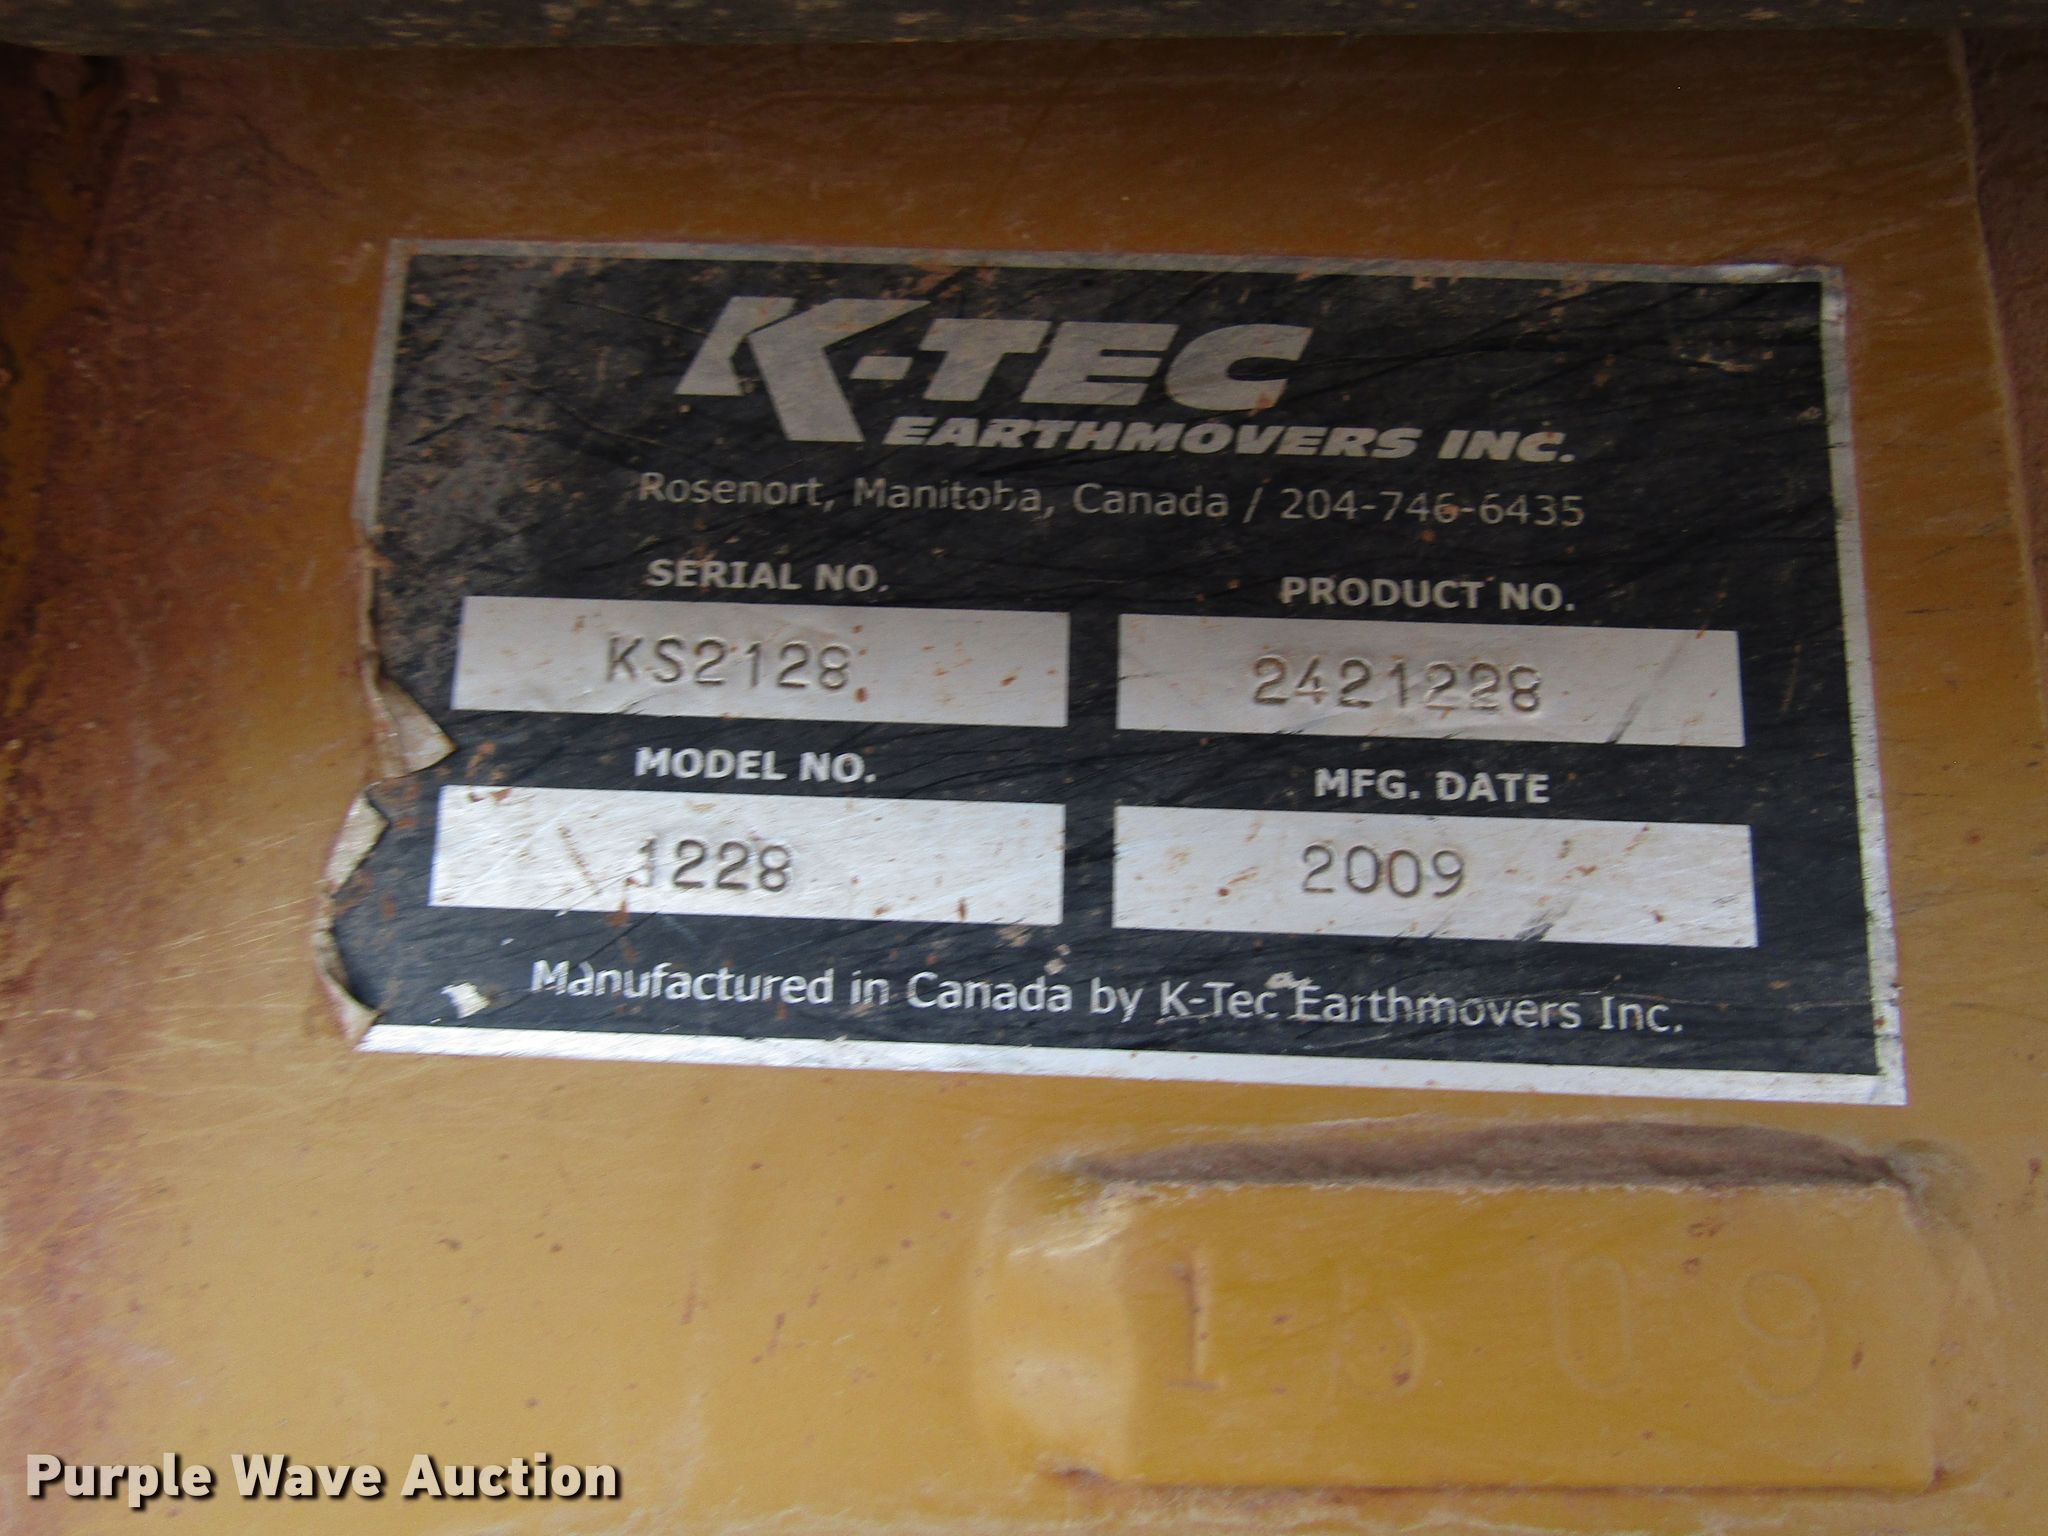 K-TEC
EARTHMOVERS INC.
Rosenort, Manitoba, Canada / 204-746-6435
SERIAL NO. PRODUCT NO.
KS2128 2421228
MODEL NO. MFG. DATE
1228 2009
Manufactured in Canada by K-Tec Earthmovers Inc.
Purple Wave Auction